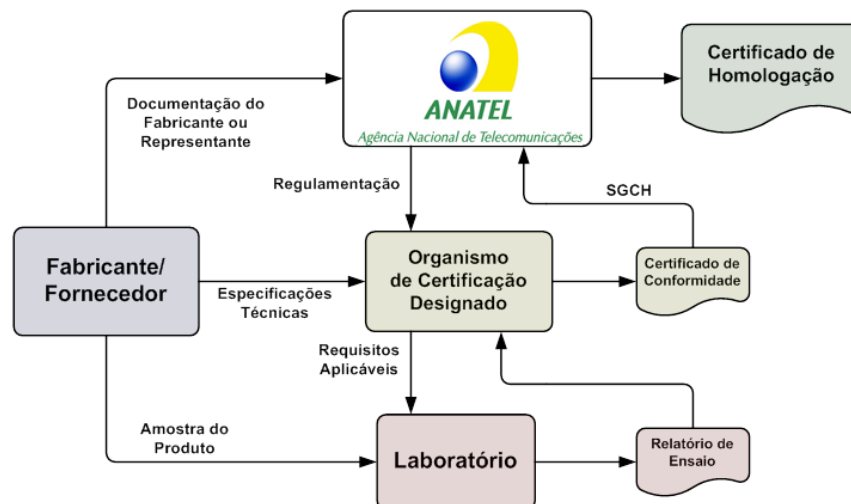 Certificado de
Homologação
ANATEL
Agência Nacional de Telecomunicações
Documentação do
Fabricante ou
Representante
Regulamentação
SGCH
Fabricante/
Fornecedor
Especificações
Técnicas
Organismo
de Certificação
Designado
Certificado de
Conformidade
Requisitos
Aplicáveis
Amostra do
Produto
Laboratório
Relatório de
Ensaio